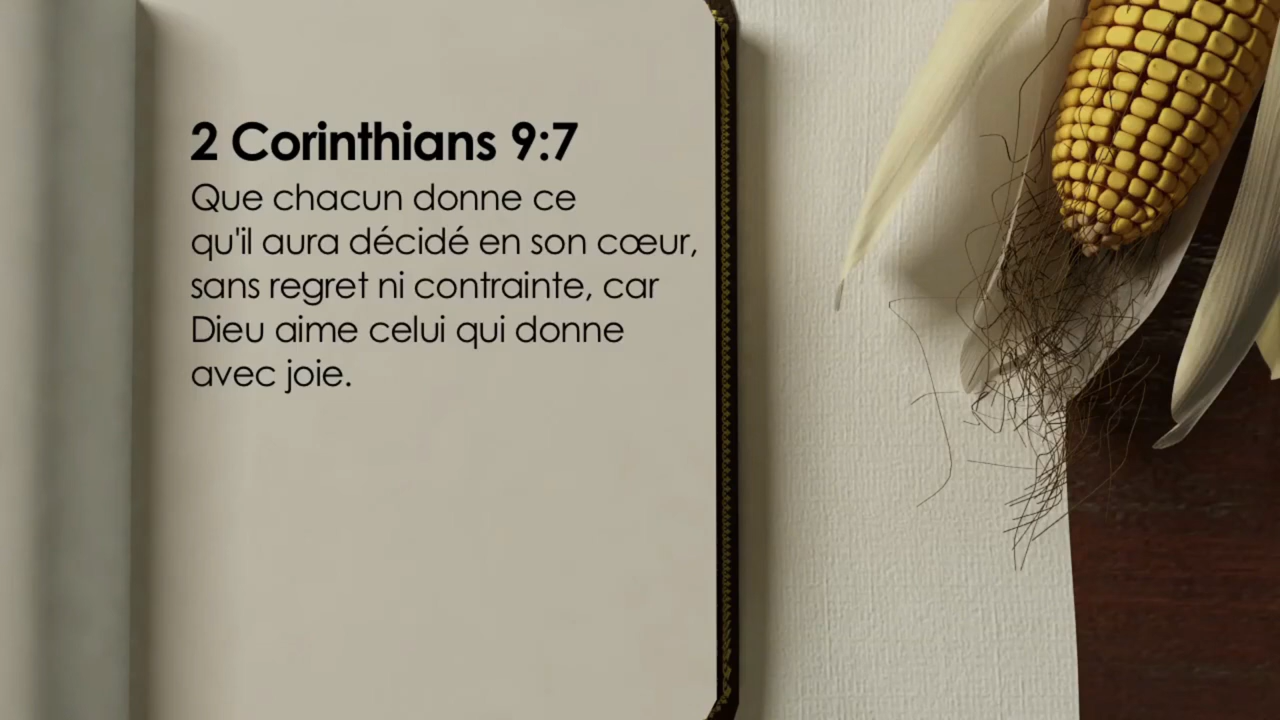 2 Corinthians 9:7
Que chacun donne ce
qu'il aura décidé en son cœur,
sans regret ni contrainte, car
Dieu aime celui qui donne
avec joie.